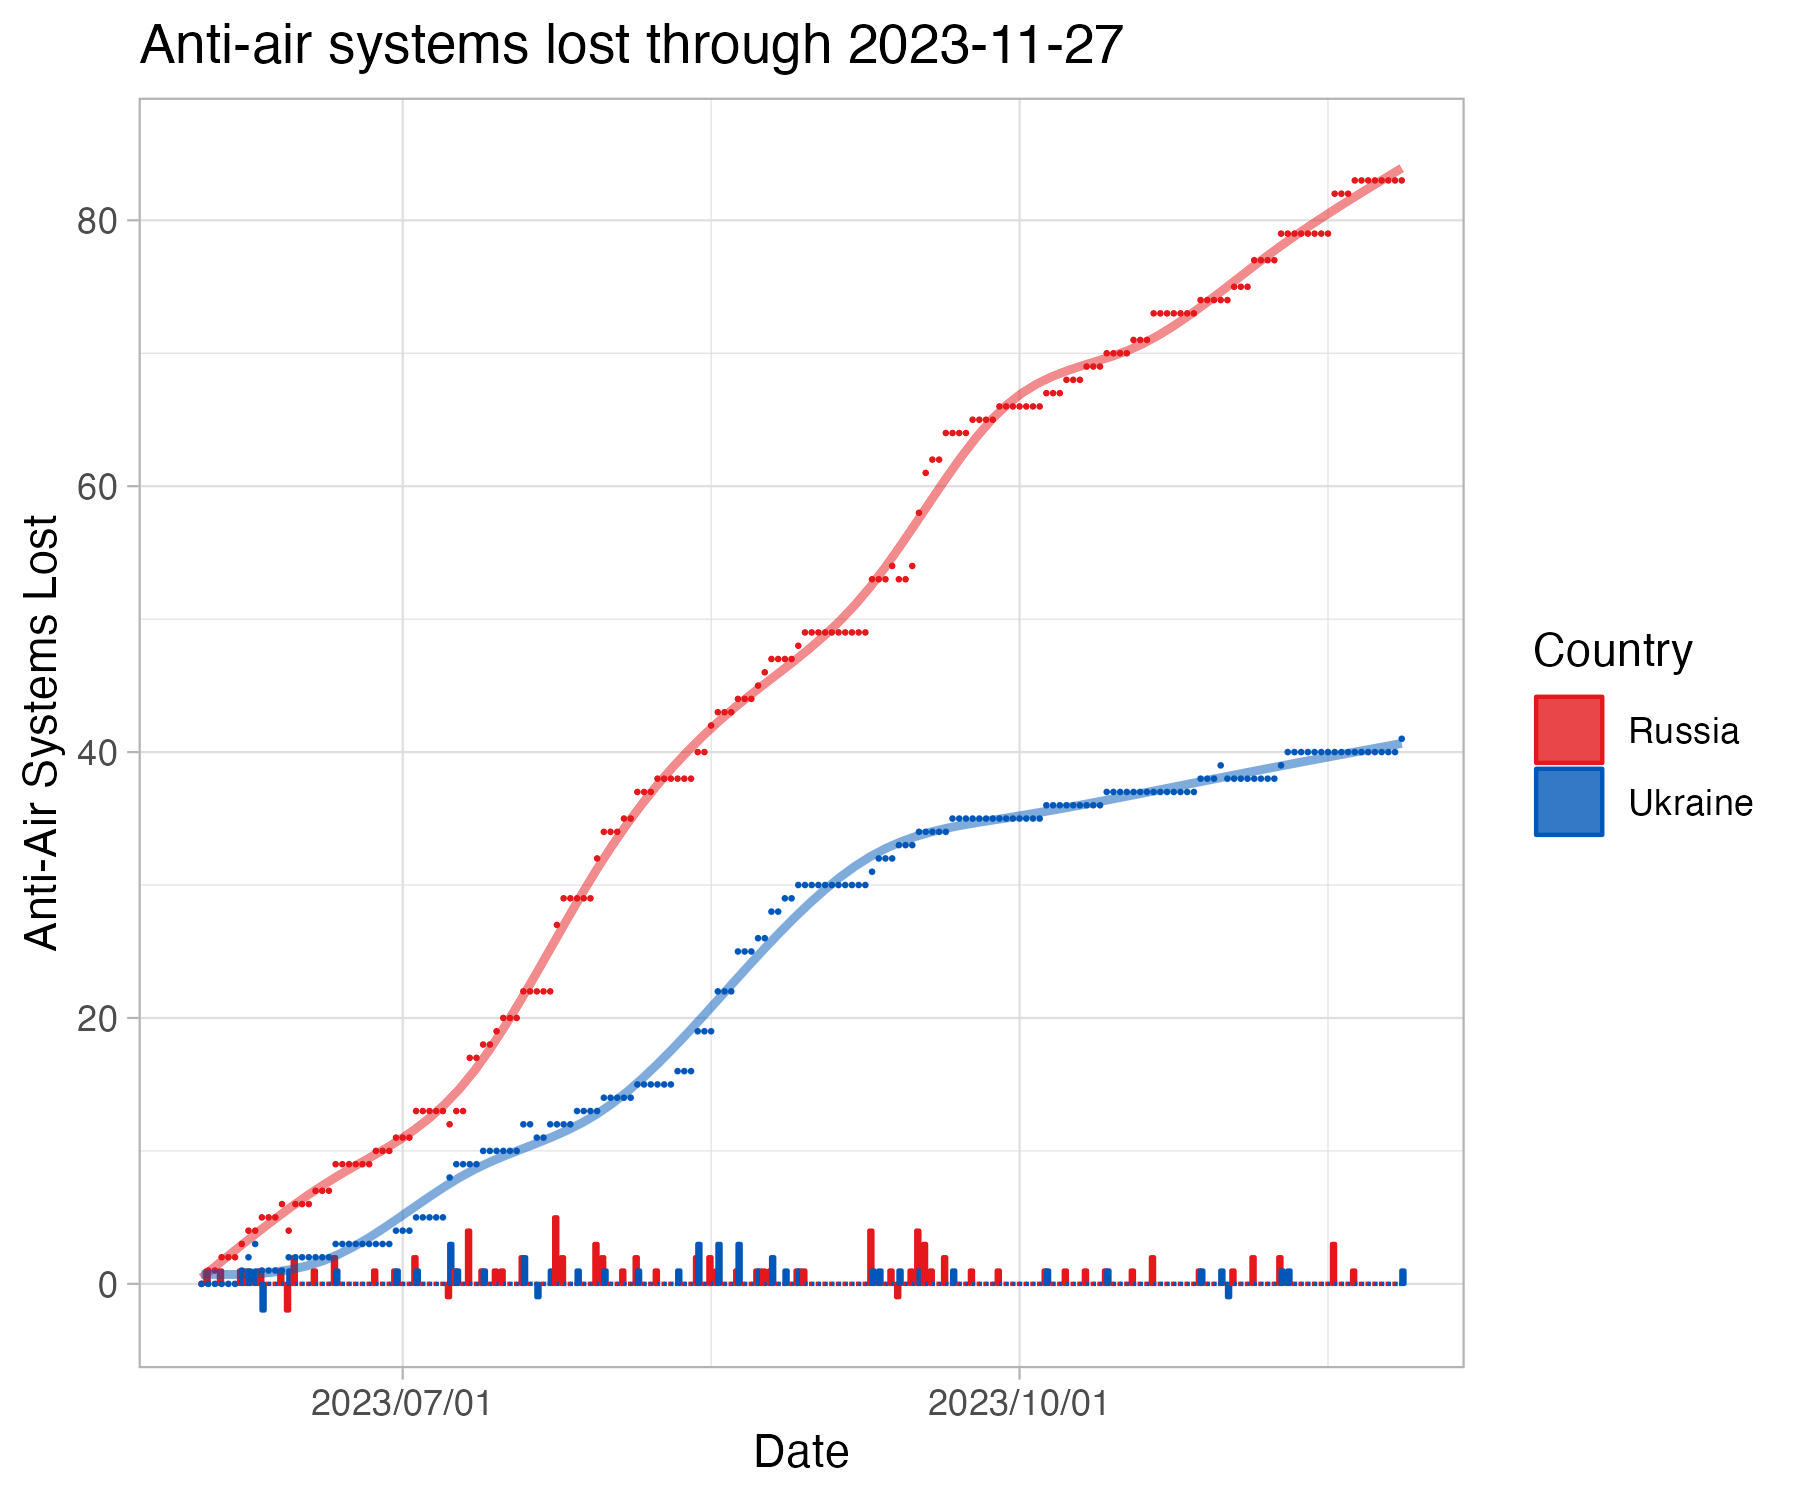 Anti-air systems lost through 2023-11-27
Anti-Air Systems Lost
80
60
40
20
0
2023/07/01
2023/10/01
Date
Country
Russia
Ukraine